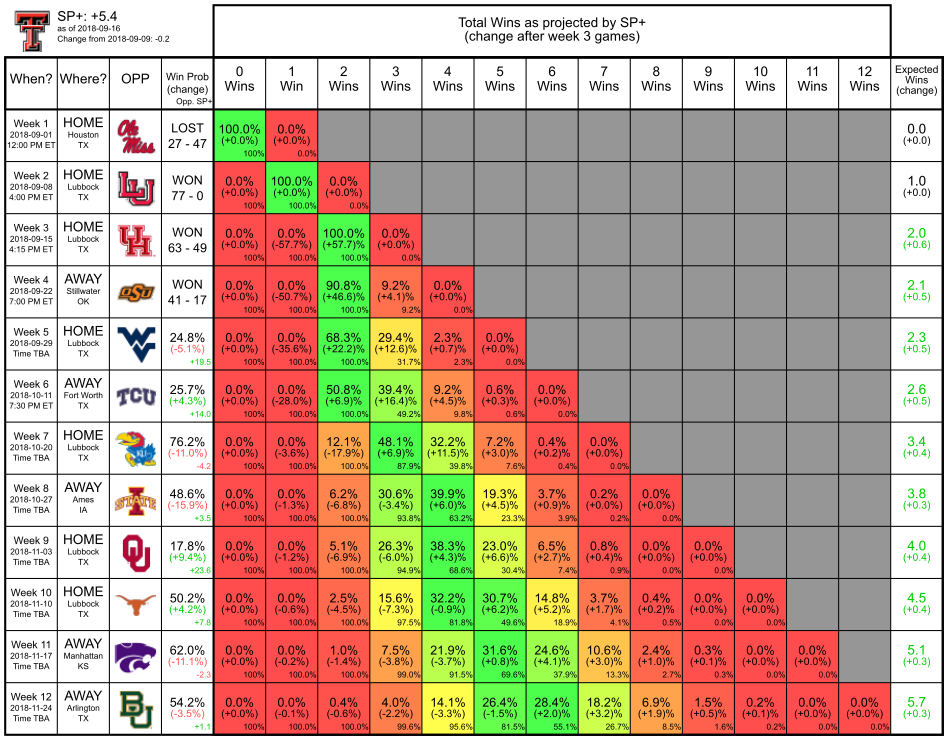 SP+: +5.4
as of 2018-09-16
Change from 2018-09-09: -0.2
Total Wins as projected by SP+
(change after week 3 games)
When? Where? OPP Win Prob (change) Opp. SP+ 0 Wins 1 Win 2 Wins 3 Wins 4 Wins 5 Wins 6 Wins 7 Wins 8 Wins 9 Wins 10 Wins 11 Wins 12 Wins Expected Wins (change)
Week 1 HOME Ole Miss LOST 100.0% 0.0% 0.0
2018-09-01 Houston (+0.0%) (+0.0%) (+0.0)
12:00 PM ET TX 27 - 47 100% 0.0%
Week 2 HOME LU WON 0.0% 100.0% 0.0% 1.0
2018-09-08 Lubbock (+0.0%) (+0.0%) (+0.0%) (+0.0)
4:00 PM ET TX 77 - 0 100% 100.0% 0.0%
Week 3 HOME UH WON 0.0% 0.0% 100.0% 0.0% 2.0
2018-09-15 Lubbock (+0.0%) (-57.7%) (+57.7%) (+0.0%) (+0.6)
4:15 PM ET TX 63 - 49 100% 100.0% 100.0% 0.0%
Week 4 AWAY OSU WON 0.0% 0.0% 90.8% 9.2% 0.0% 2.1
2018-09-22 Stillwater (+0.0%) (-50.7%) (+46.6%) (+4.1%) (+0.0%) (+0.5)
7:00 PM ET OK 41 - 17 100% 100.0% 100.0% 9.2% 0.0%
Week 5 HOME WV 24.8% 0.0% 0.0% 68.3% 29.4% 2.3% 0.0% 2.3
2018-09-29 Lubbock (-5.1%) (+0.0%) (-35.6%) (+22.2%) (+12.6%) (+0.7%) (+0.0%) (+0.5)
Time TBA TX +19.5 100% 100.0% 100.0% 31.7% 2.3% 0.0%
Week 6 AWAY TCU 25.7% 0.0% 0.0% 50.8% 39.4% 9.2% 0.6% 0.0% 2.6
2018-10-11 Fort Worth (+4.3%) (+0.0%) (-28.0%) (+6.9%) (+16.4%) (+4.5%) (+0.3%) (+0.0%) (+0.5)
7:30 PM ET TX +14.0 100% 100.0% 100.0% 49.2% 9.8% 0.6% 0.0%
Week 7 HOME KU 76.2% 0.0% 0.0% 12.1% 48.1% 32.2% 7.2% 0.4% 0.0% 3.4
2018-10-20 Lubbock (-11.0%) (+0.0%) (-3.6%) (-17.9%) (+6.9%) (+11.5%) (+3.0%) (+0.2%) (+0.0%) (+0.4)
Time TBA TX -4.2 100% 100.0% 100.0% 87.9% 39.8% 7.6% 0.4% 0.0%
Week 8 AWAY STATE 48.6% 0.0% 0.0% 6.2% 30.6% 39.9% 19.3% 3.7% 0.2% 0.0% 3.8
2018-10-27 Ames (-15.9%) (+0.0%) (-1.3%) (-6.8%) (-3.4%) (+6.0%) (+4.5%) (+0.9%) (+0.0%) (+0.0%) (+0.3)
Time TBA IA +3.5 100% 100.0% 100.0% 93.8% 63.2% 23.3% 3.9% 0.2% 0.0%
Week 9 HOME OU 17.8% 0.0% 0.0% 5.1% 26.3% 38.3% 23.0% 6.5% 0.8% 0.0% 0.0% 4.0
2018-11-03 Lubbock (+9.4%) (+0.0%) (-1.2%) (-6.9%) (-6.0%) (+4.3%) (+6.6%) (+2.7%) (+0.4%) (+0.0%) (+0.0%) (+0.4)
Time TBA TX +23.6 100% 100.0% 100.0% 94.9% 68.6% 30.4% 7.4% 0.9% 0.0% 0.0%
Week 10 HOME 50.2% 0.0% 0.0% 2.5% 15.6% 32.2% 30.7% 14.8% 3.7% 0.4% 0.0% 0.0% 4.5
2018-11-10 Lubbock (+4.2%) (+0.0%) (-0.6%) (-4.5%) (-7.3%) (-0.9%) (+6.2%) (+5.2%) (+1.7%) (+0.2%) (+0.0%) (+0.0%) (+0.4)
Time TBA TX +7.8 100% 100.0% 100.0% 97.5% 81.8% 49.6% 18.9% 4.1% 0.5% 0.0% 0.0%
Week 11 AWAY 62.0% 0.0% 0.0% 1.0% 7.5% 21.9% 31.6% 24.6% 10.6% 2.4% 0.3% 0.0% 0.0% 5.1
2018-11-17 Manhattan (-11.1%) (+0.0%) (-0.2%) (-1.4%) (-3.8%) (-3.7%) (+0.8%) (+4.1%) (+3.0%) (+1.0%) (+0.1%) (+0.0%) (+0.0%) (+0.3)
Time TBA KS -2.3 100% 100.0% 100.0% 99.0% 91.5% 69.6% 37.9% 13.3% 2.7% 0.3% 0.0% 0.0%
Week 12 AWAY BU 54.2% 0.0% 0.0% 0.4% 4.0% 14.1% 26.4% 28.4% 18.2% 6.9% 1.5% 0.2% 0.0% 0.0% 5.7
2018-11-24 Arlington (-3.5%) (+0.0%) (-0.1%) (-0.6%) (-2.2%) (-3.3%) (-1.5%) (+2.0%) (+3.2%) (+1.9%) (+0.5%) (+0.1%) (+0.0%) (+0.0%) (+0.3)
Time TBA TX +1.1 100% 100.0% 100.0% 99.6% 95.6% 81.5% 55.1% 26.7% 8.5% 1.6% 0.2% 0.0% 0.0%